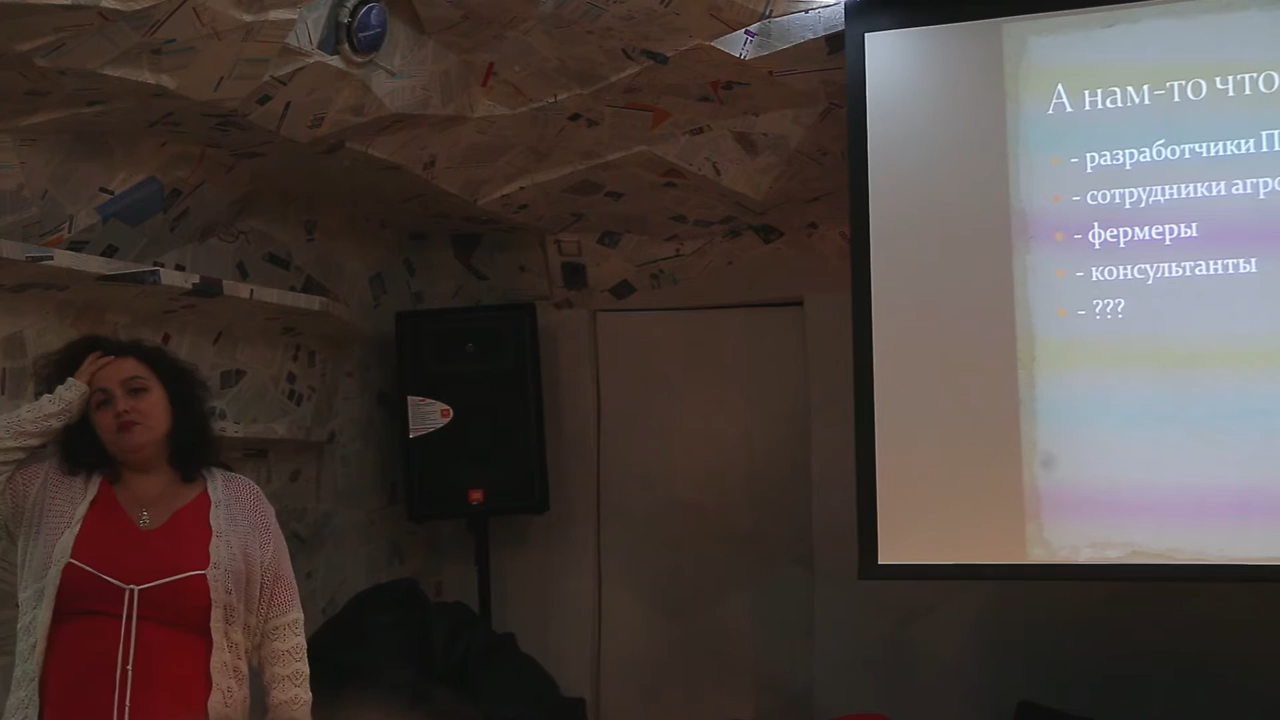 А нам-то что
- разработчики П
- сотрудники агро
- фермеры
- консультанты
- ???